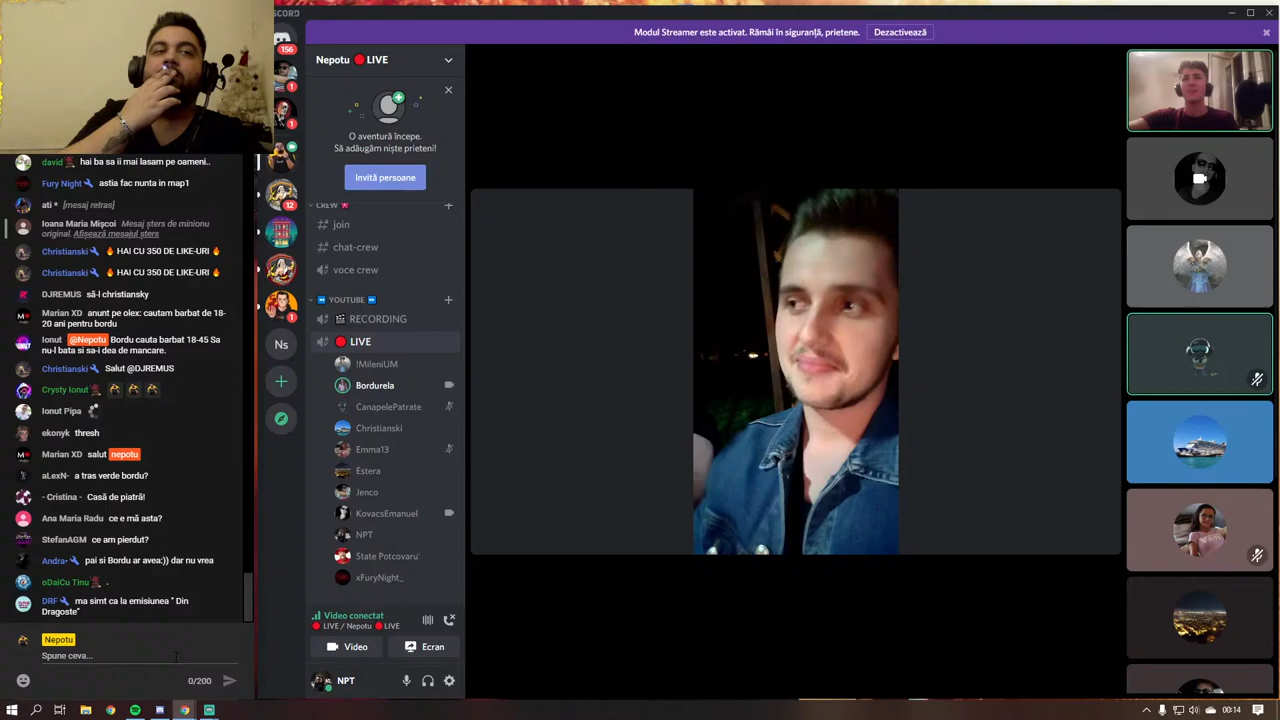 SCORD
Modul Streamer este activat. Rămâi în siguranță, prietene.
Dezactivează
156
1
1
12
1
Ns
david hai ba sa ii mai lasam pe oameni..
Fury Night astia fac nunta in map1
ati * [mesaj retras]
Ioana Maria Mișcoi Mesaj șters de minionu
original. Afișează mesajul șters
Christianski 🔥 HAI CU 350 DE LIKE-URI 🔥
Christianski 🔥 HAI CU 350 DE LIKE-URI 🔥
DJREMUS să-l christiansky
Marian XD anunt pe olex: cautam barbat de 18-
20 ani pentru bordu
Ionut @Nepotu Bordu cauta barbat 18-45 Sa
nu-l bata si sa-i dea de mancare.
Christianski Salut @DJREMUS
Crysty Ionut
Ionut Pipa
ekonyk thresh
Marian XD salut nepotu
aLexN- a tras verde bordu?
- Cristina - Casă de piatră!
Ana Maria Radu ce e mă asta?
StefanAGM ce am pierdut?
Andra• pai si Bordu ar avea:)) dar nu vrea
oDaiCu Tinu .
DRF ma simt ca la emisiunea " Din
Dragoste"
Nepotu
Spune ceva...
0/200
Nepotu 🔴 LIVE
O aventură începe.
Să adăugăm niște prieteni!
Invită persoane
CREW
join
chat-crew
voce crew
⏪ YOUTUBE ⏩
🎬 RECORDING
🔴 LIVE
!MileniUM
Bordurela
CanapelePatrate
Christianski
Emma13
Estera
Jenco
KovacsEmanuel
NPT
State Potcovaru'
xFuryNight_
Video conectat
🔴 LIVE / Nepotu 🔴 LIVE
Video
Ecran
NPT
00:14